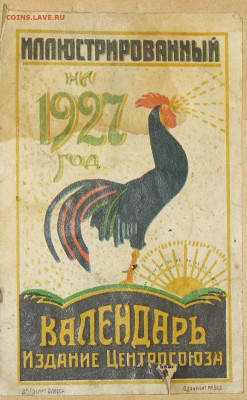 COINS.LAVE.RU
ИЛЛЮСТРИРОВАННЫЙ
на
1927
ГОД
КАЛЕНДАРЬ
ИЗДАНИЕ ЦЕНТРОСОЮЗА